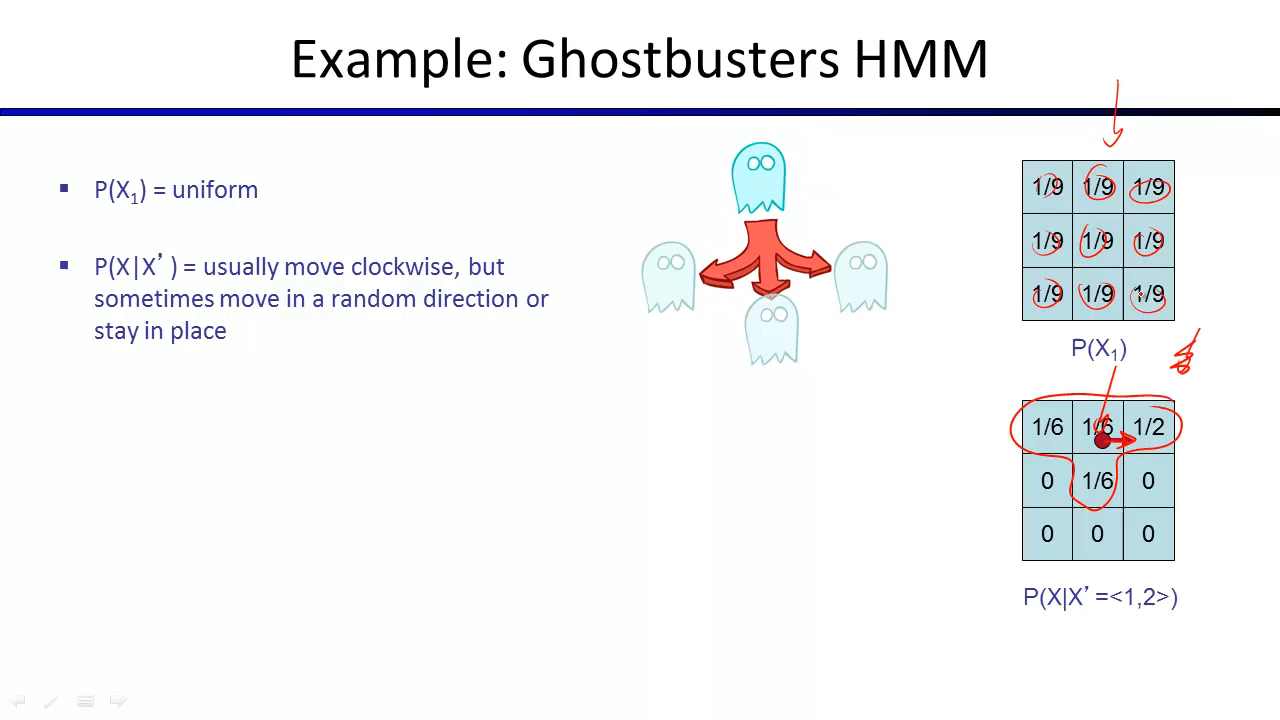 Example: Ghostbusters HMM
▪ P(X₁) = uniform
▪ P(X|X’ ) = usually move clockwise, but
sometimes move in a random direction or
stay in place
1/9 1/9 1/9
1/9 1/9 1/9
1/9 1/9 1/9
P(X₁)
1/6 1/6 1/2
0 1/6 0
0 0 0
P(X|X’ =<1,2>)